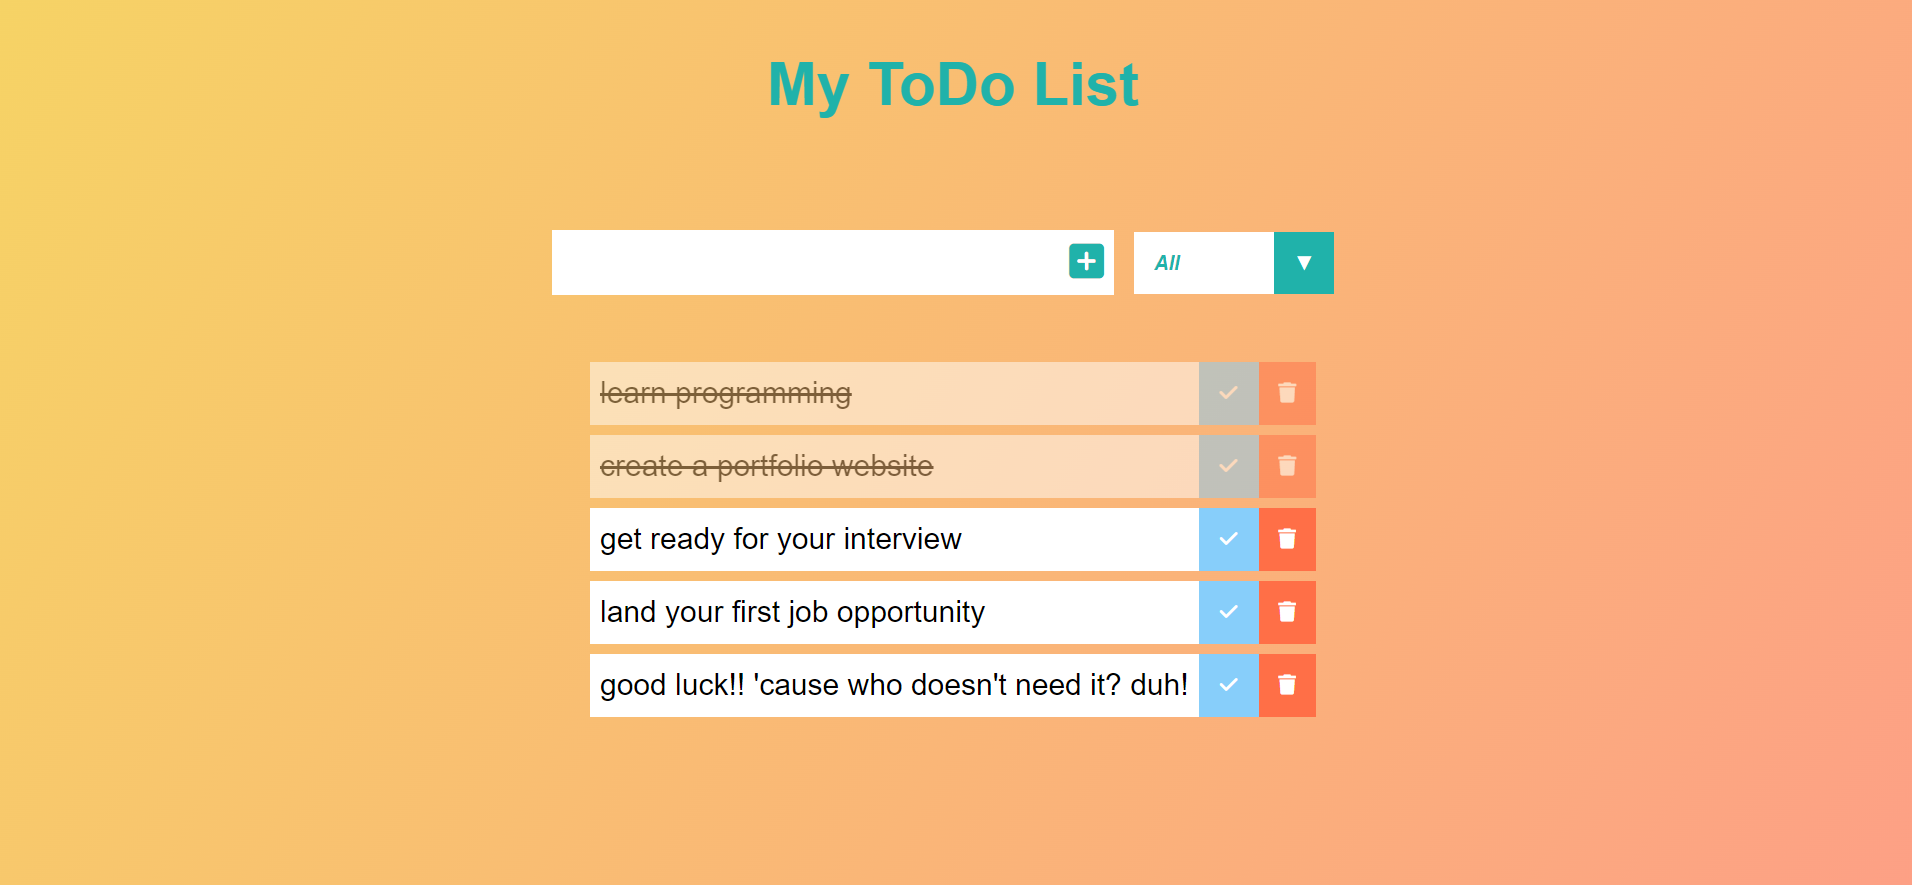 My ToDo List
All
learn programming
create a portfolio website
get ready for your interview
land your first job opportunity
good luck!! 'cause who doesn't need it? duh!